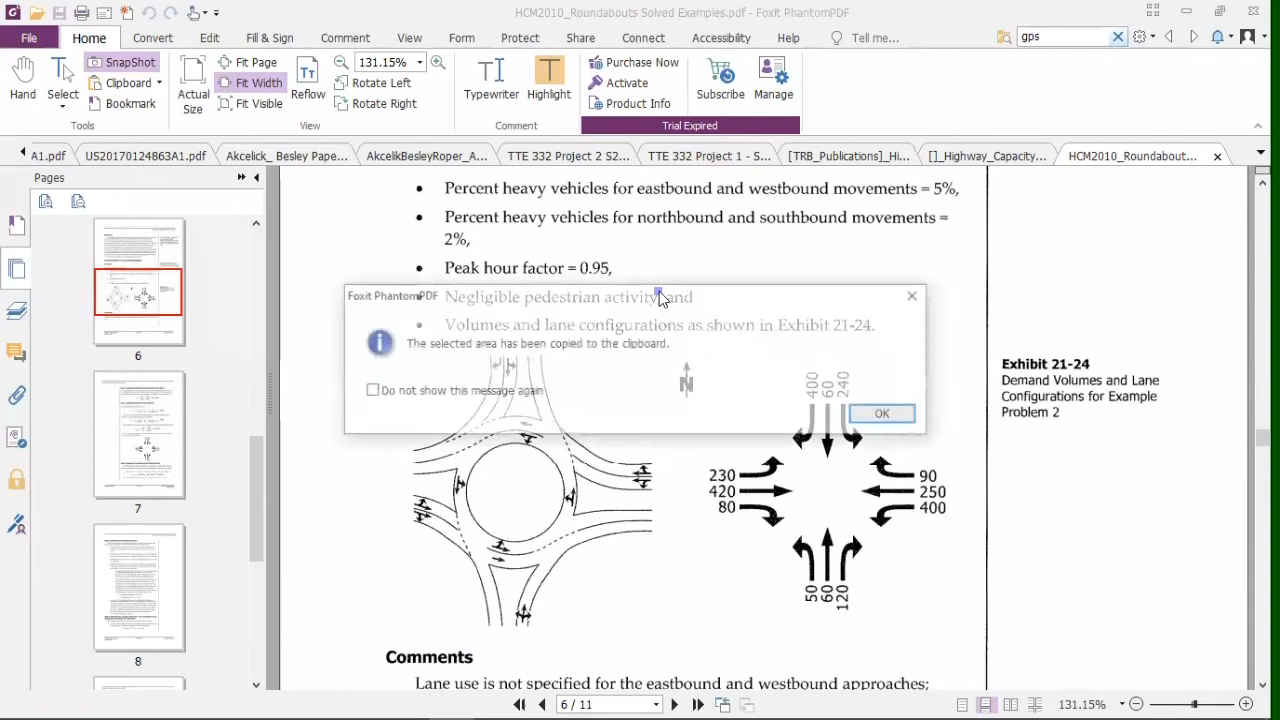 HCM2010_Roundabouts Solved Examples.pdf - Foxit PhantomPDF
File Home Convert Edit Fill & Sign Comment View Form Protect Share Connect Accessibility Help Tell me... gps
Hand Select SnapShot Clipboard Bookmark
Actual Size Fit Page Fit Width Fit Visible Reflow 131.15% Rotate Left Rotate Right
Typewriter Highlight
Purchase Now Activate Product Info Subscribe Manage
Tools View Comment Trial Expired
A1.pdf US20170124863A1.pdf Akcelick_ Besley Pape... AkcelikBesleyRoper_A... TTE 332 Project 2 S2... TTE 332 Project 1 - S... [TRB_Publications]_Hi... []_Highway_Capacity... HCM2010_Roundabout...
Pages
6
7
8
• Percent heavy vehicles for eastbound and westbound movements = 5%,
• Percent heavy vehicles for northbound and southbound movements =
2%,
• Peak hour factor = 0.95,
• Negligible pedestrian activity, and
• Volumes and lane configurations as shown in Exhibit 21-24.
Foxit PhantomPDF
The selected area has been copied to the clipboard.
Do not show this message again
OK
N
400 60 240
230
420
80
90
250
400
50 60 120
Exhibit 21-24
Demand Volumes and Lane
Configurations for Example
Problem 2
Comments
Lane use is not specified for the eastbound and westbound approaches;
6 / 11
131.15%